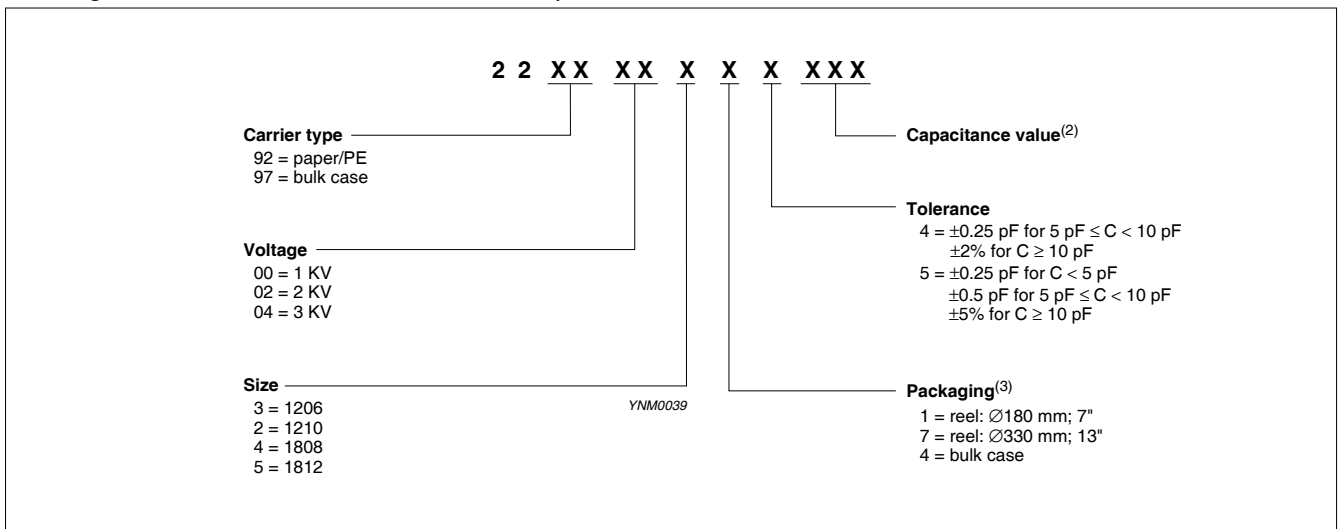 2 2 X X X X X X X X X X
Carrier type
92 = paper/PE
97 = bulk case
Voltage
00 = 1 KV
02 = 2 KV
04 = 3 KV
Size
3 = 1206
2 = 1210
4 = 1808
5 = 1812
YNM0039
Capacitance value(2)
Tolerance
4 = ±0.25 pF for 5 pF ≤ C < 10 pF
±2% for C ≥ 10 pF
5 = ±0.25 pF for C < 5 pF
±0.5 pF for 5 pF ≤ C < 10 pF
±5% for C ≥ 10 pF
Packaging(3)
1 = reel: ∅180 mm; 7"
7 = reel: ∅330 mm; 13"
4 = bulk case